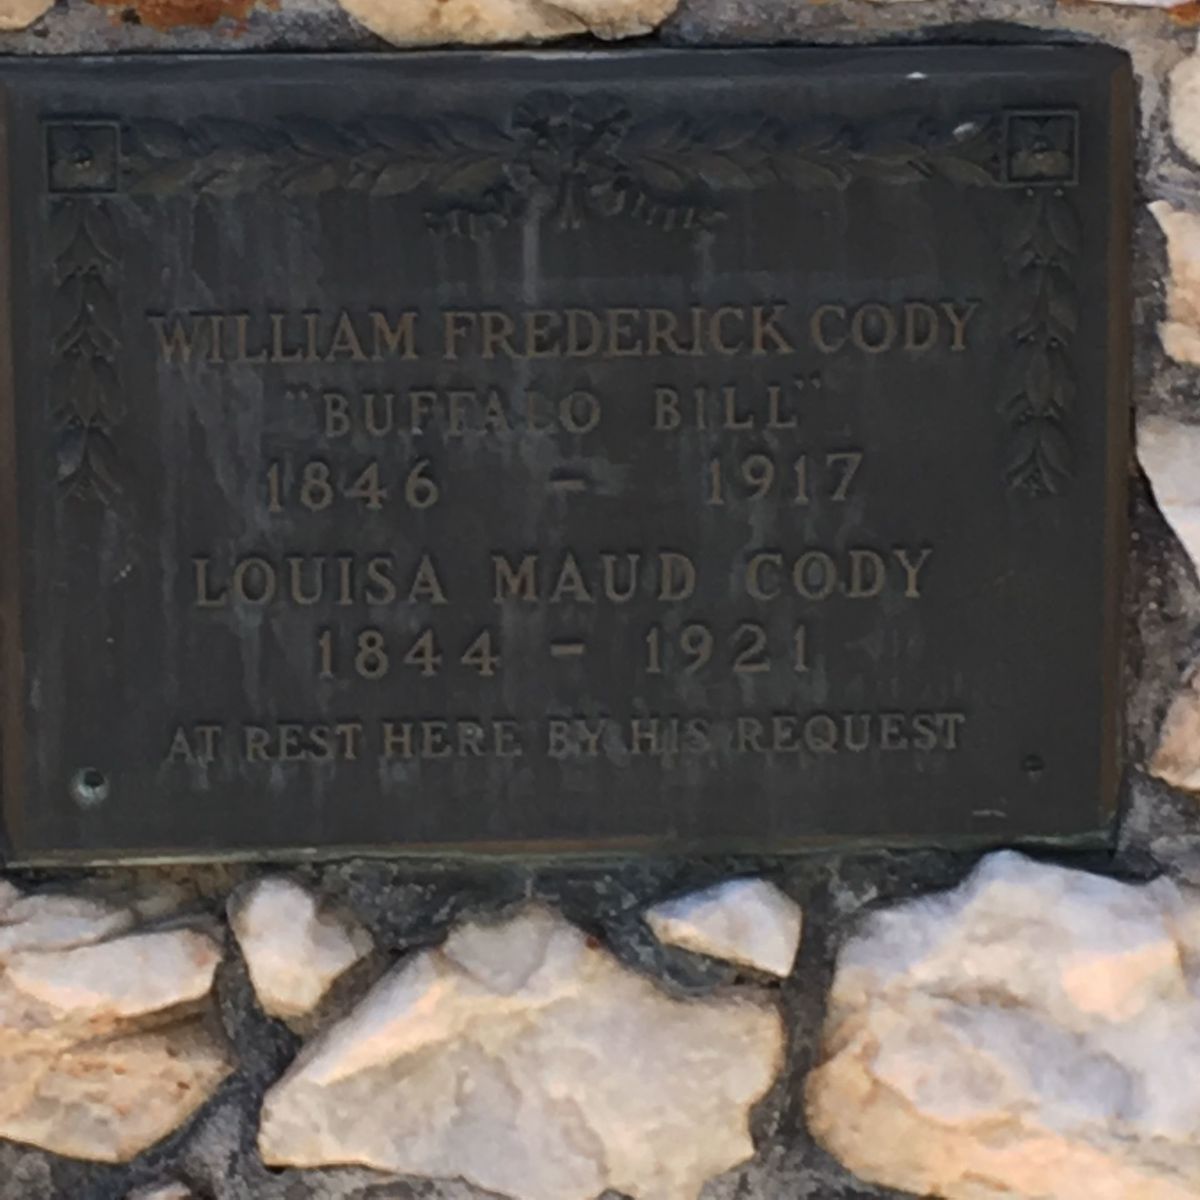 WILLIAM FREDERICK CODY
"BUFFALO BILL"
1846 - 1917
LOUISA MAUD CODY
1844 - 1921
AT REST HERE BY HIS REQUEST